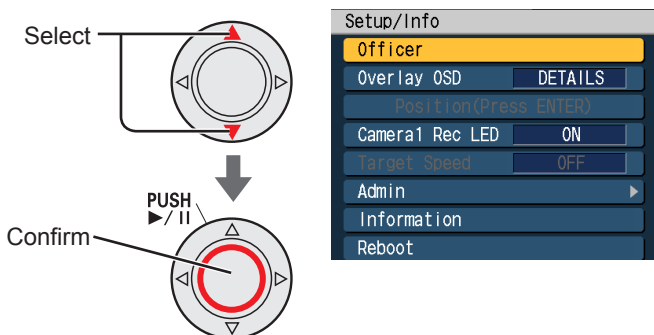 Select
PUSH
▶/II
Confirm
Setup/Info
Officer
Overlay OSD DETAILS
Position(Press ENTER)
Camera1 Rec LED ON
Target Speed OFF
Admin
Information
Reboot